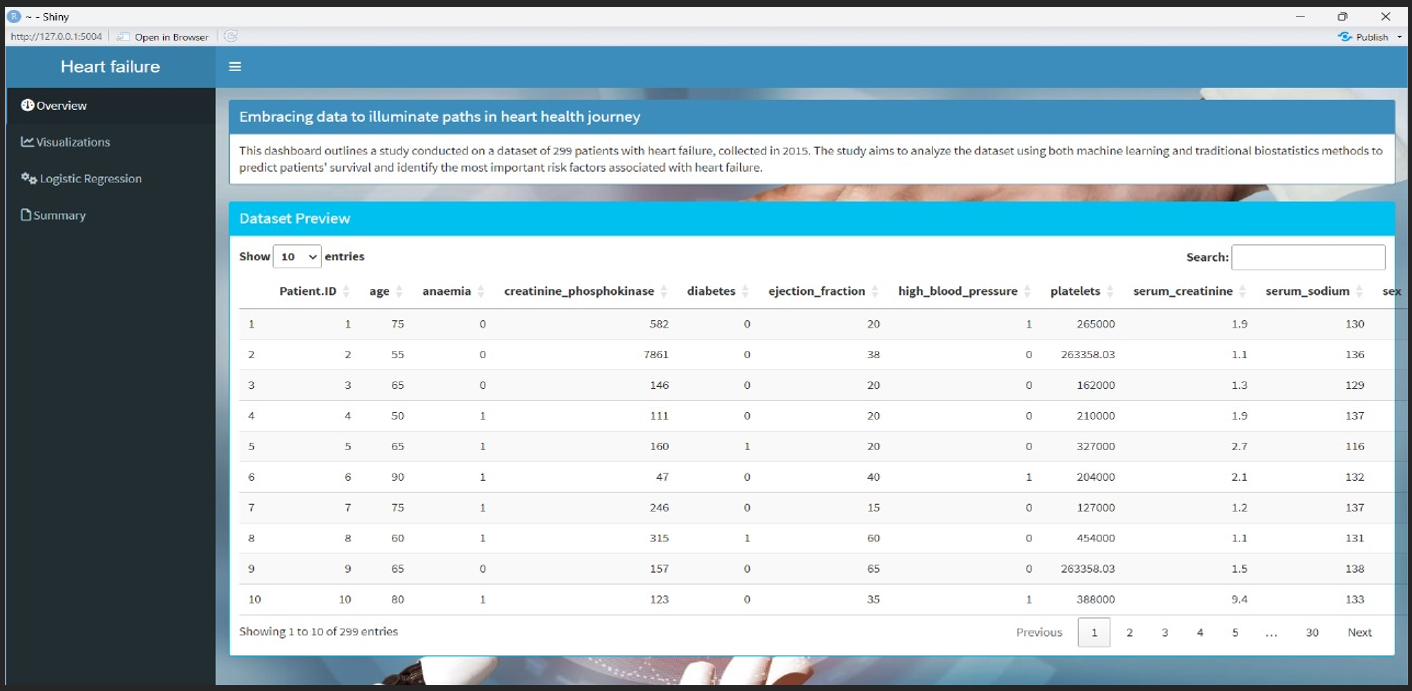 ~ - Shiny
http://127.0.0.1:5004 Open in Browser Publish
Heart failure
Overview
Visualizations
Logistic Regression
Summary
Embracing data to illuminate paths in heart health journey
This dashboard outlines a study conducted on a dataset of 299 patients with heart failure, collected in 2015. The study aims to analyze the dataset using both machine learning and traditional biostatistics methods to
predict patients' survival and identify the most important risk factors associated with heart failure.
Dataset Preview
Show 10 entries Search:
Patient.ID age anaemia creatinine_phosphokinase diabetes ejection_fraction high_blood_pressure platelets serum_creatinine serum_sodium sex
1 1 75 0 582 0 20 1 265000 1.9 130
2 2 55 0 7861 0 38 0 263358.03 1.1 136
3 3 65 0 146 0 20 0 162000 1.3 129
4 4 50 1 111 0 20 0 210000 1.9 137
5 5 65 1 160 1 20 0 327000 2.7 116
6 6 90 1 47 0 40 1 204000 2.1 132
7 7 75 1 246 0 15 0 127000 1.2 137
8 8 60 1 315 1 60 0 454000 1.1 131
9 9 65 0 157 0 65 0 263358.03 1.5 138
10 10 80 1 123 0 35 1 388000 9.4 133
Showing 1 to 10 of 299 entries Previous 1 2 3 4 5 ... 30 Next